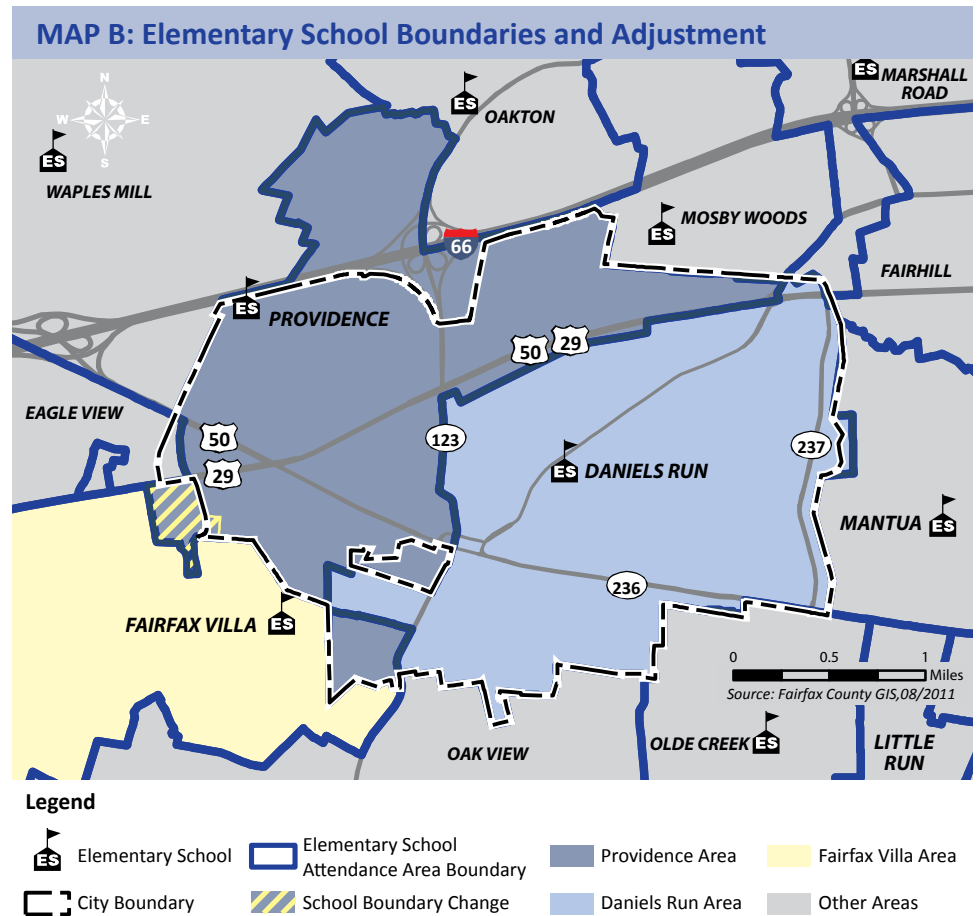 MAP B: Elementary School Boundaries and Adjustment
N
W
E
S
ES
WAPLES MILL
ES
OAKTON
ES
MARSHALL
ROAD
ES
MOSBY WOODS
66
FAIRHILL
ES
PROVIDENCE
50
29
EAGLE VIEW
50
29
123
ES
DANIELS RUN
237
MANTUA
ES
236
FAIRFAX VILLA
ES
0 0.5 1
Miles
Source: Fairfax County GIS,08/2011
OAK VIEW
OLDE CREEK
ES
LITTLE
RUN
Legend
ES
Elementary School
Elementary School
Attendance Area Boundary
Providence Area
Fairfax Villa Area
City Boundary
School Boundary Change
Daniels Run Area
Other Areas